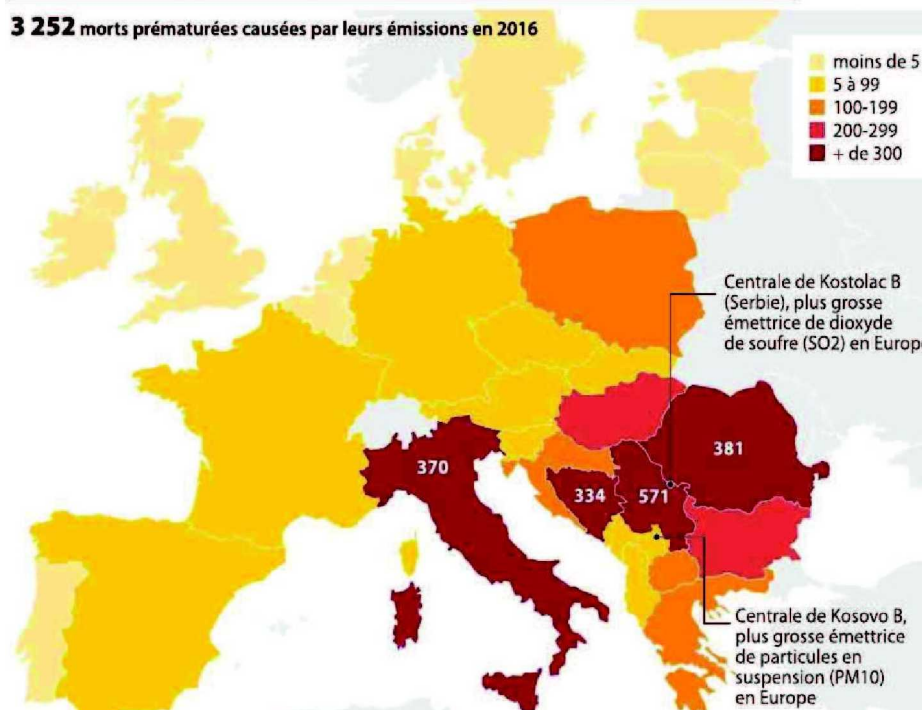 3 252 morts prématurées causées par leurs émissions en 2016
moins de 5
5 à 99
100-199
200-299
+ de 300
Centrale de Kostolac B
(Serbie), plus grosse
émettrice de dioxyde
de soufre (SO2) en Europe
370
381
334
571
Centrale de Kosovo B,
plus grosse émettrice
de particules en
suspension (PM10)
en Europe